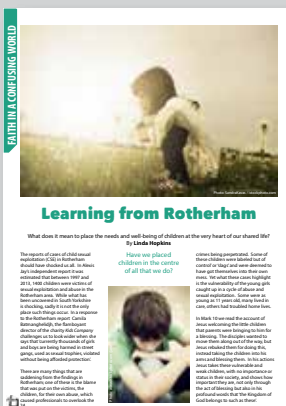 FAITH IN A CONFUSING WORLD
Learning from Rotherham
What does it mean to place the needs and well-being of children at the very heart of our shared life?
By Linda Hopkins
The reports of cases of child sexual
exploitation (CSE) in Rotherham
should have shocked us all. In Alexis
Jay's independent report it was
estimated that between 1997 and
2013, 1400 children were victims of
sexual exploitation and abuse in the
Rotherham area. While what has
been uncovered in South Yorkshire
is shocking, sadly it is not the only
place such things occur. In a response
to the Rotherham report Camila
Batmanghelidjh, the flamboyant
director of the charity Kids Company
challenges us to look wider when she
says that 'currently thousands of girls
and boys are being harmed in street
gangs, used as sexual trophies, violated
without being afforded protection.'
There are many things that are
saddening from the findings in
Rotherham; one of these is the blame
that was put on the victims, the
children, for their own abuse, which
caused professionals to overlook the
Have we placed
children in the centre
of all that we do?
crimes being perpetrated. Some of
these children were labelled out of
control or 'slags' and were deemed to
have got themselves into their own
mess. Yet what these cases highlight
is the vulnerability of the young girls
caught up in a cycle of abuse and
sexual exploitation. Some were as
young as 11 years old, many lived in
care, others had troubled home lives.
In Mark 10 we read the account of
Jesus welcoming the little children
that parents were bringing to him for
a blessing. The disciples wanted to
move them along out of the way, but
Jesus rebuked them for doing this,
instead taking the children into his
arms and blessing them. In his actions
Jesus takes these vulnerable and
weak children, with no importance or
status in their society, and shows how
important they are, not only through
the act of blessing but also in his
profound words that 'the Kingdom of
God belongs to such as these'.